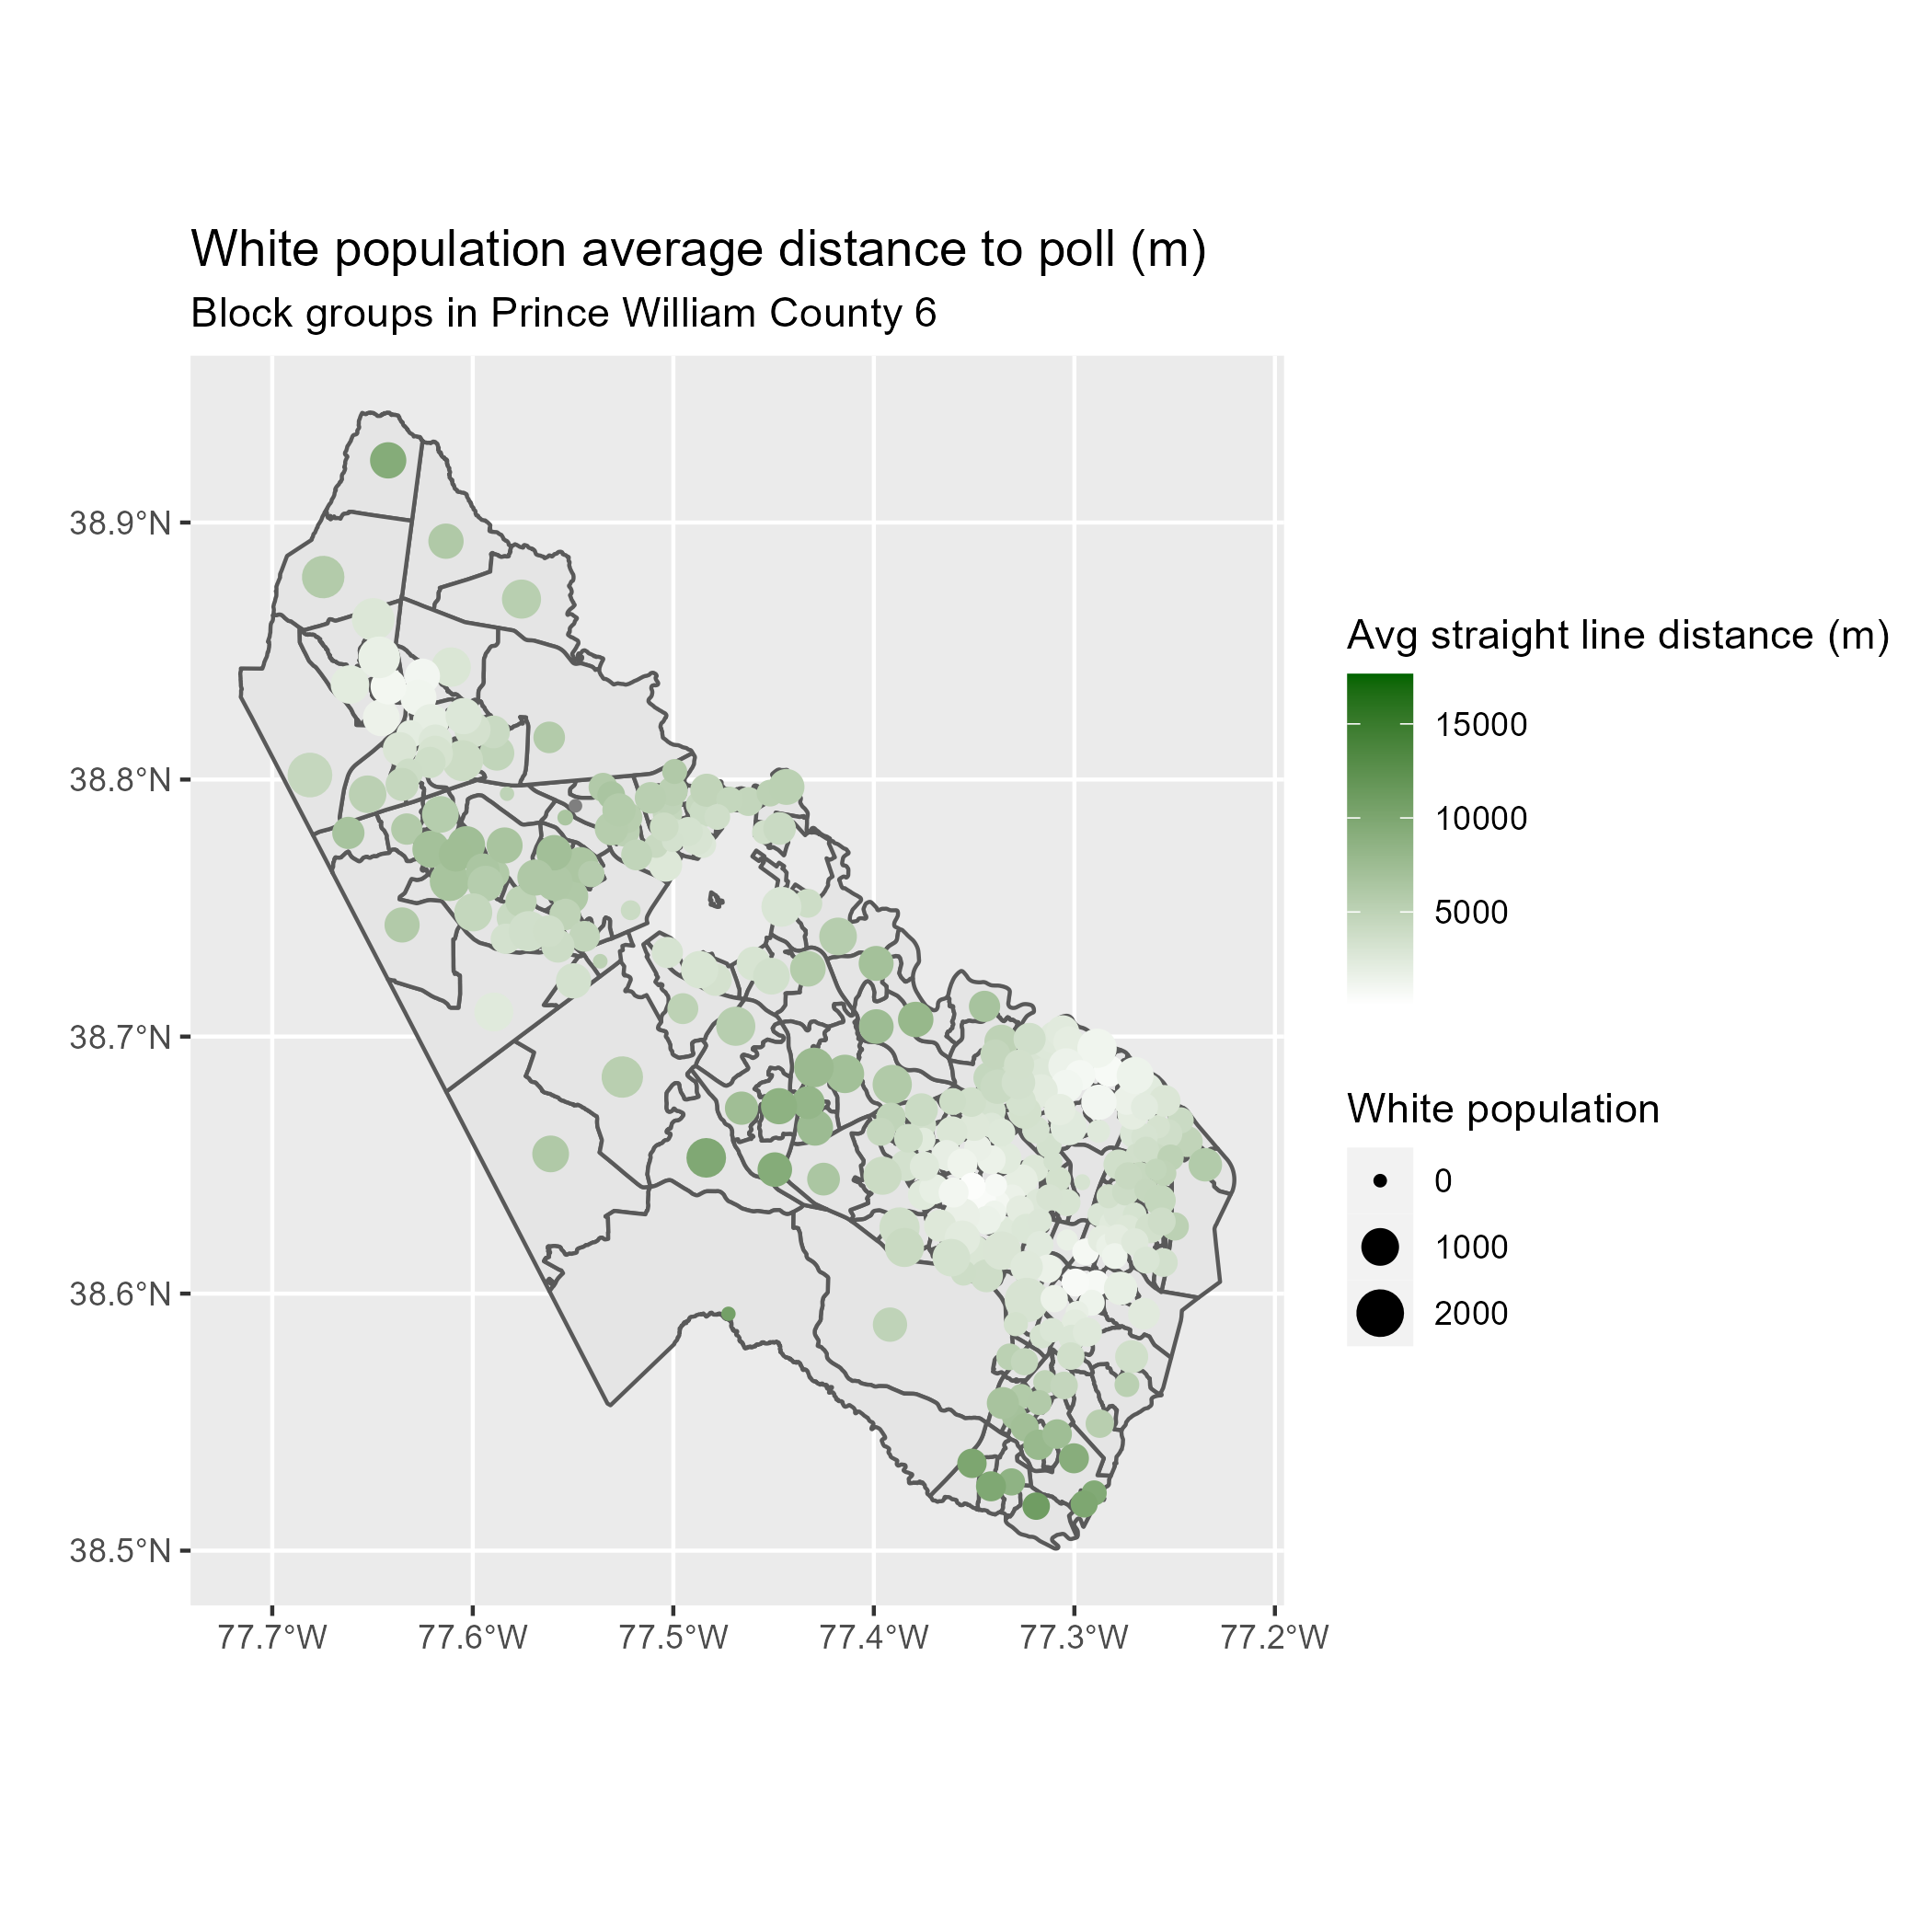 White population average distance to poll (m)
Block groups in Prince William County 6
38.9°N
38.8°N
38.7°N
38.6°N
38.5°N
77.7°W
77.6°W
77.5°W
77.4°W
77.3°W
77.2°W
Avg straight line distance (m)
15000
10000
5000
White population
0
1000
2000